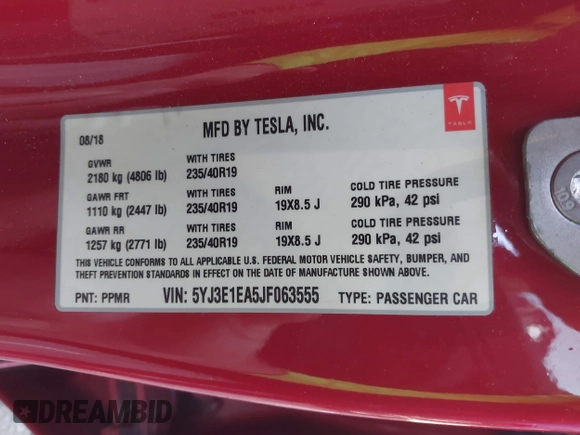 08/18 MFD BY TESLA, INC.
TESLA
GVWR WITH TIRES
2180 kg (4806 lb) 235/40R19
GAWR FRT WITH TIRES RIM COLD TIRE PRESSURE
1110 kg (2447 lb) 235/40R19 19X8.5 J 290 kPa, 42 psi
GAWR RR WITH TIRES RIM COLD TIRE PRESSURE
1257 kg (2771 lb) 235/40R19 19X8.5 J 290 kPa, 42 psi
THIS VEHICLE CONFORMS TO ALL APPLICABLE U.S. FEDERAL MOTOR VEHICLE SAFETY, BUMPER, AND
THEFT PREVENTION STANDARDS IN EFFECT ON THE DATE OF MANUFACTURE SHOWN ABOVE.
PNT: PPMR VIN: 5YJ3E1EA5JF063555 TYPE: PASSENGER CAR
109
DREAMBID